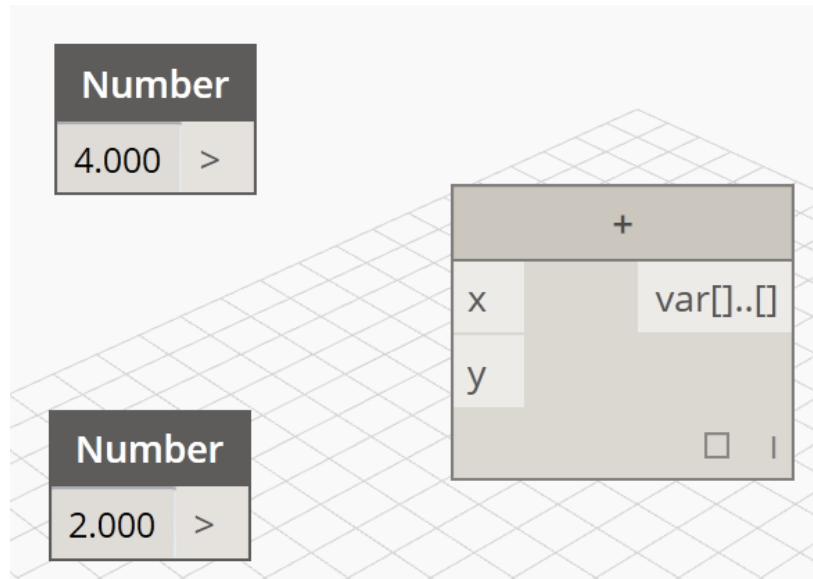 Number
4.000 >
+
x var[]..[]
y
l
Number
2.000 >